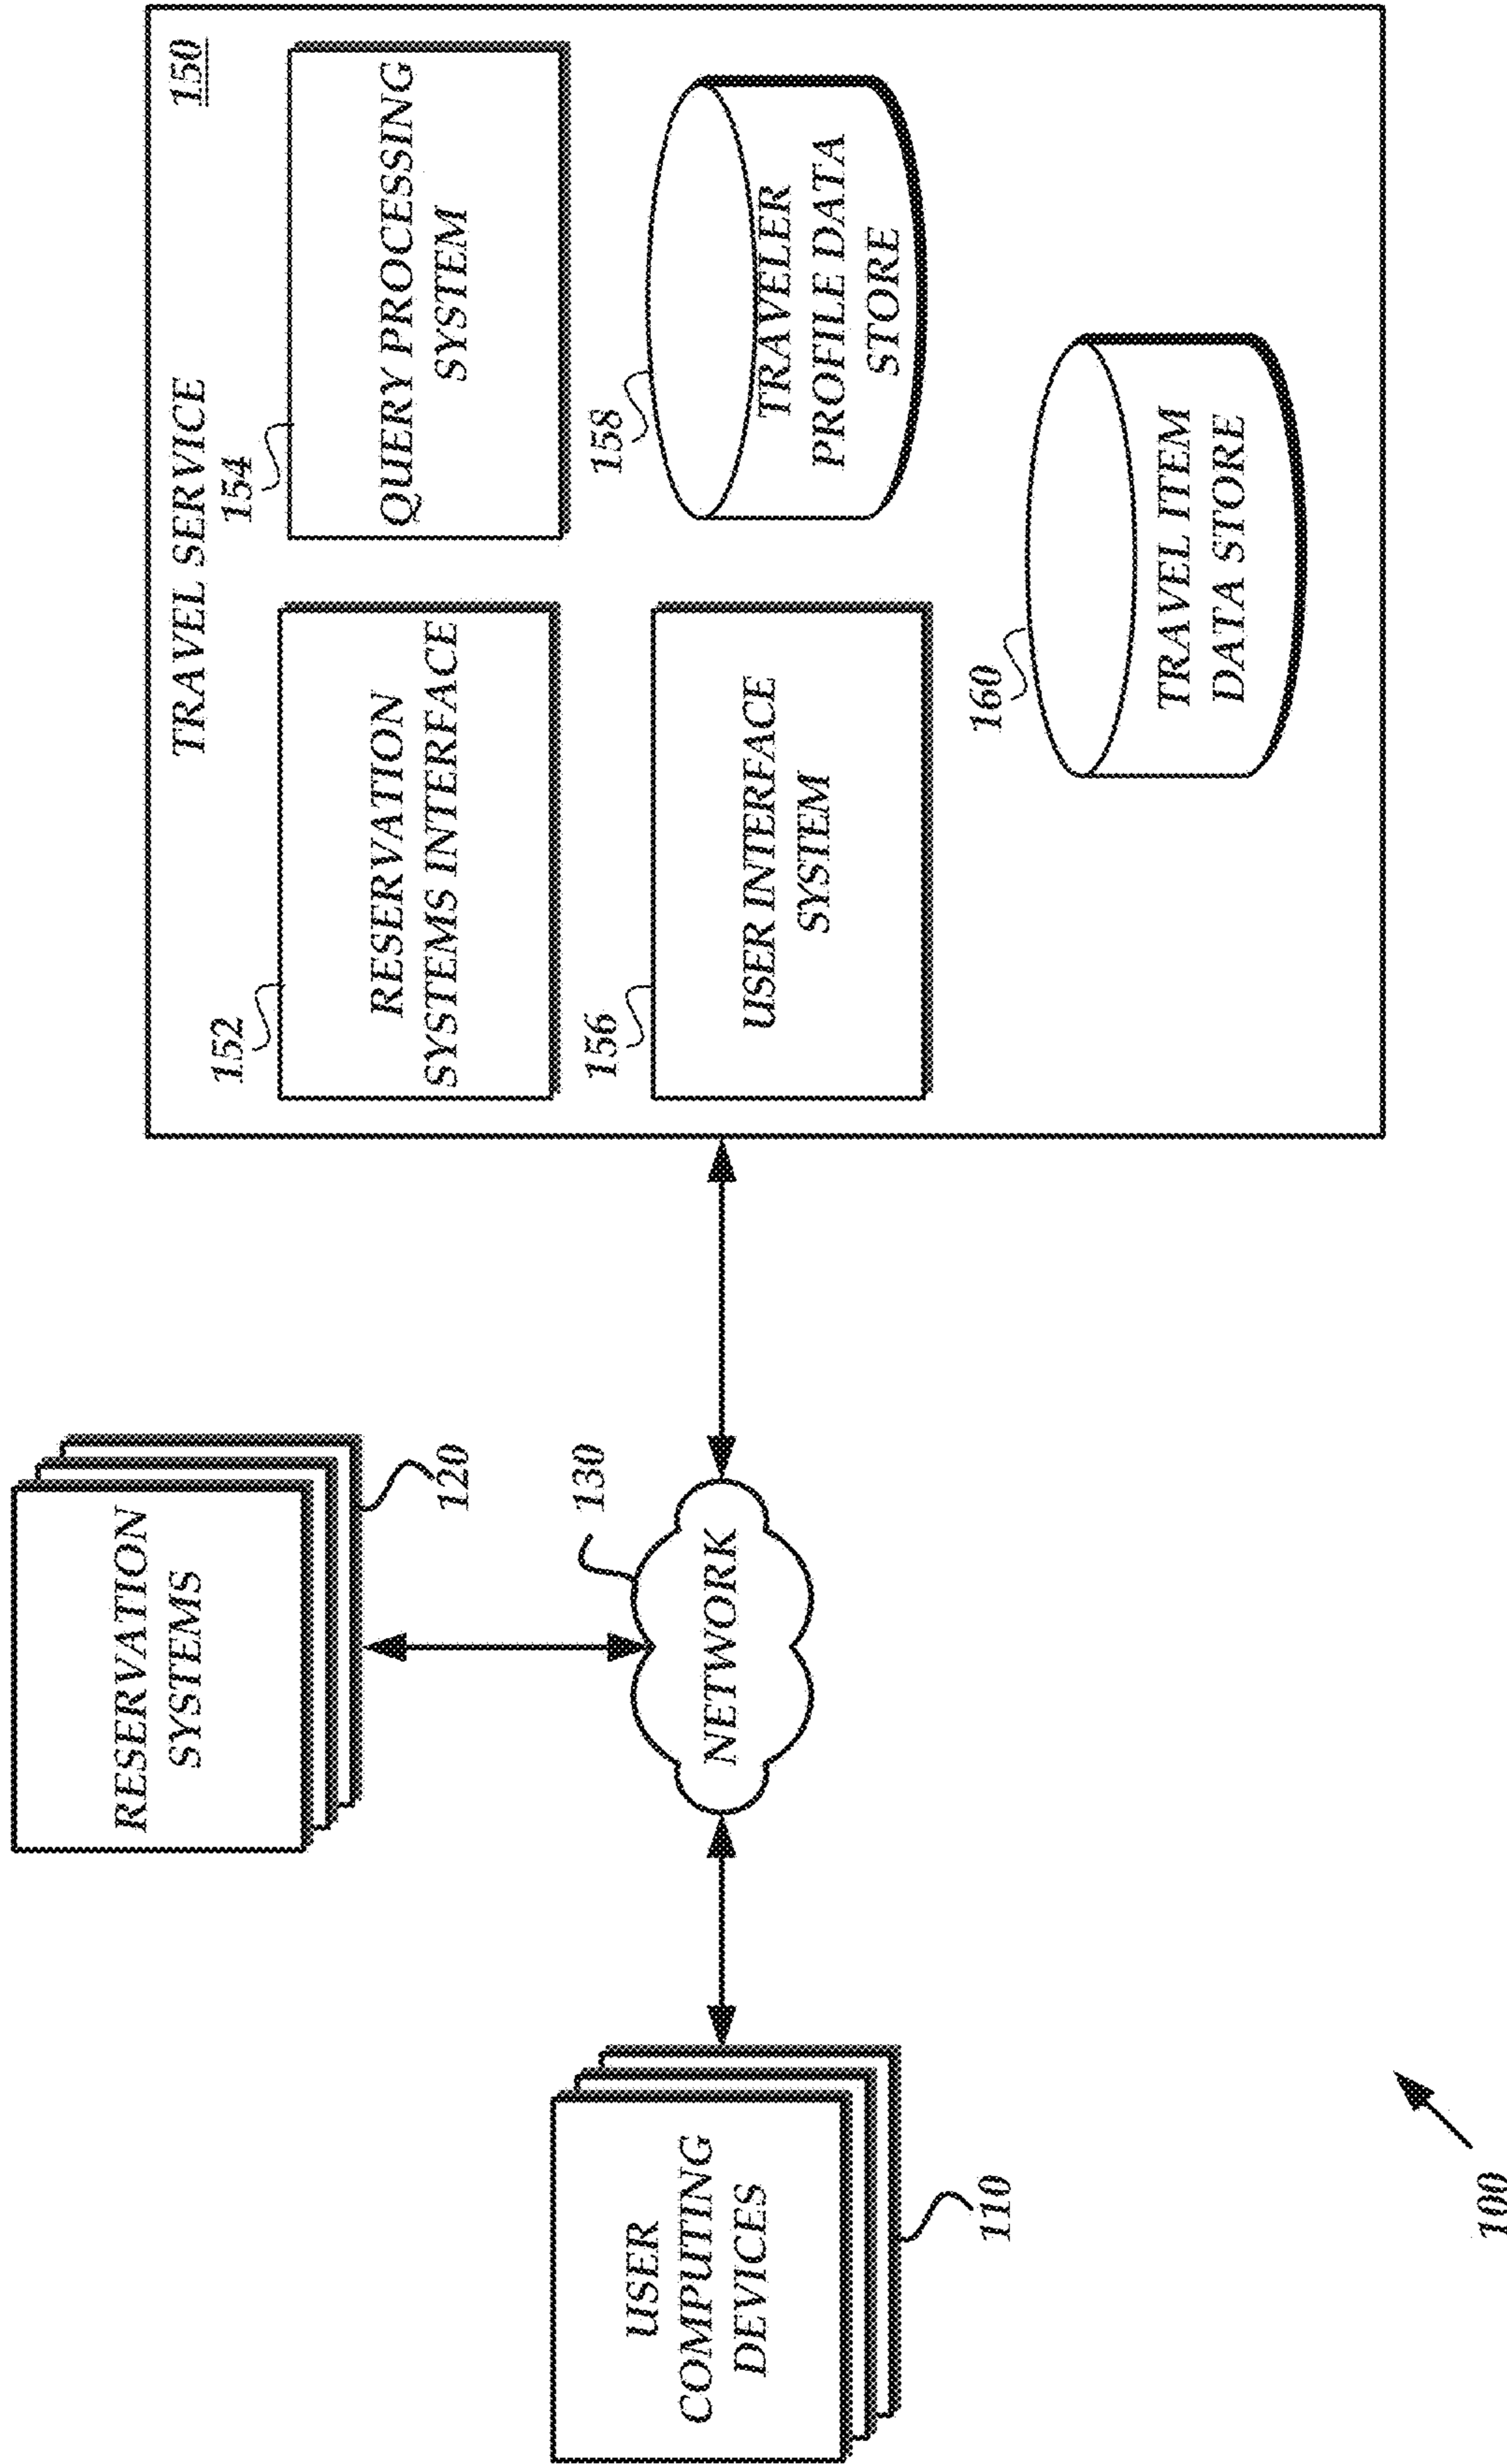 RESERVATION
SYSTEMS
120
USER
COMPUTING
DEVICES
110
130
NETWORK
TRAVEL SERVICE
150
152
RESERVATION
SYSTEMS INTERFACE
154
QUERY PROCESSING
SYSTEM
156
USER INTERFACE
SYSTEM
158
TRAVELER
PROFILE DATA
STORE
160
TRAVEL ITEM
DATA STORE
100